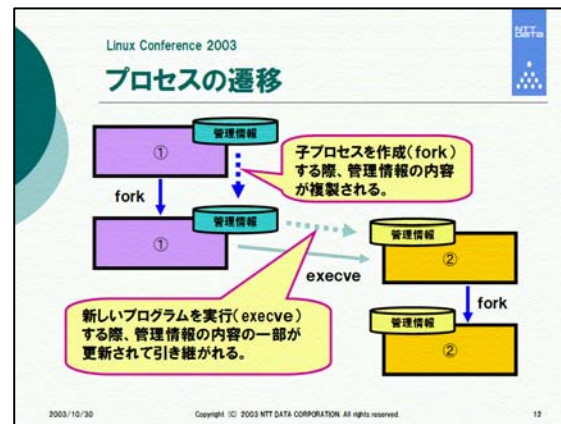 Linux Conference 2003
NTT DATA
プロセスの遷移
管理情報
①
子プロセスを作成(fork)
する際、管理情報の内容
が複製される。
fork
管理情報
①
管理情報
②
execve
fork
新しいプログラムを実行(execve)
する際、管理情報の内容の一部が
更新されて引き継がれる。
管理情報
②
2003/10/30
Copyright (C) 2003 NTT DATA CORPORATION. All rights reserved.
12